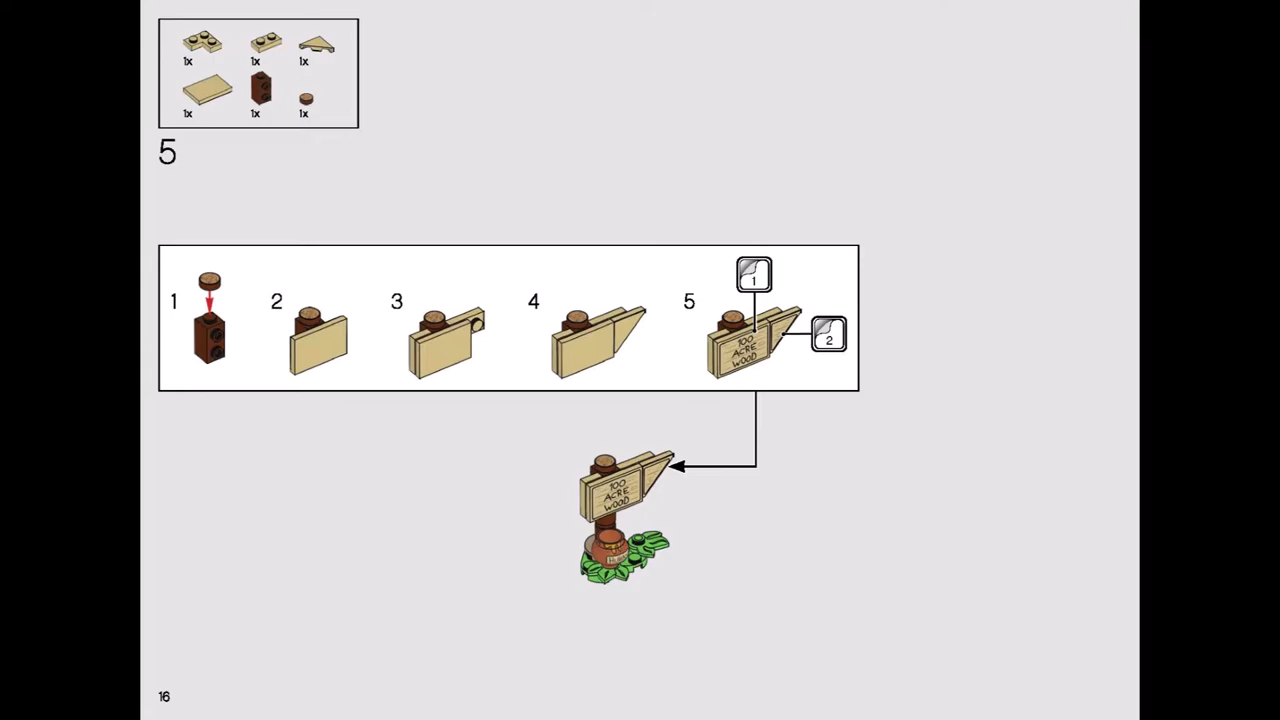 1x 1x 1x
1x 1x 1x
5
1 2 3 4 5
1
2
100
ACRE
WOOD
100
ACRE
WOOD
16